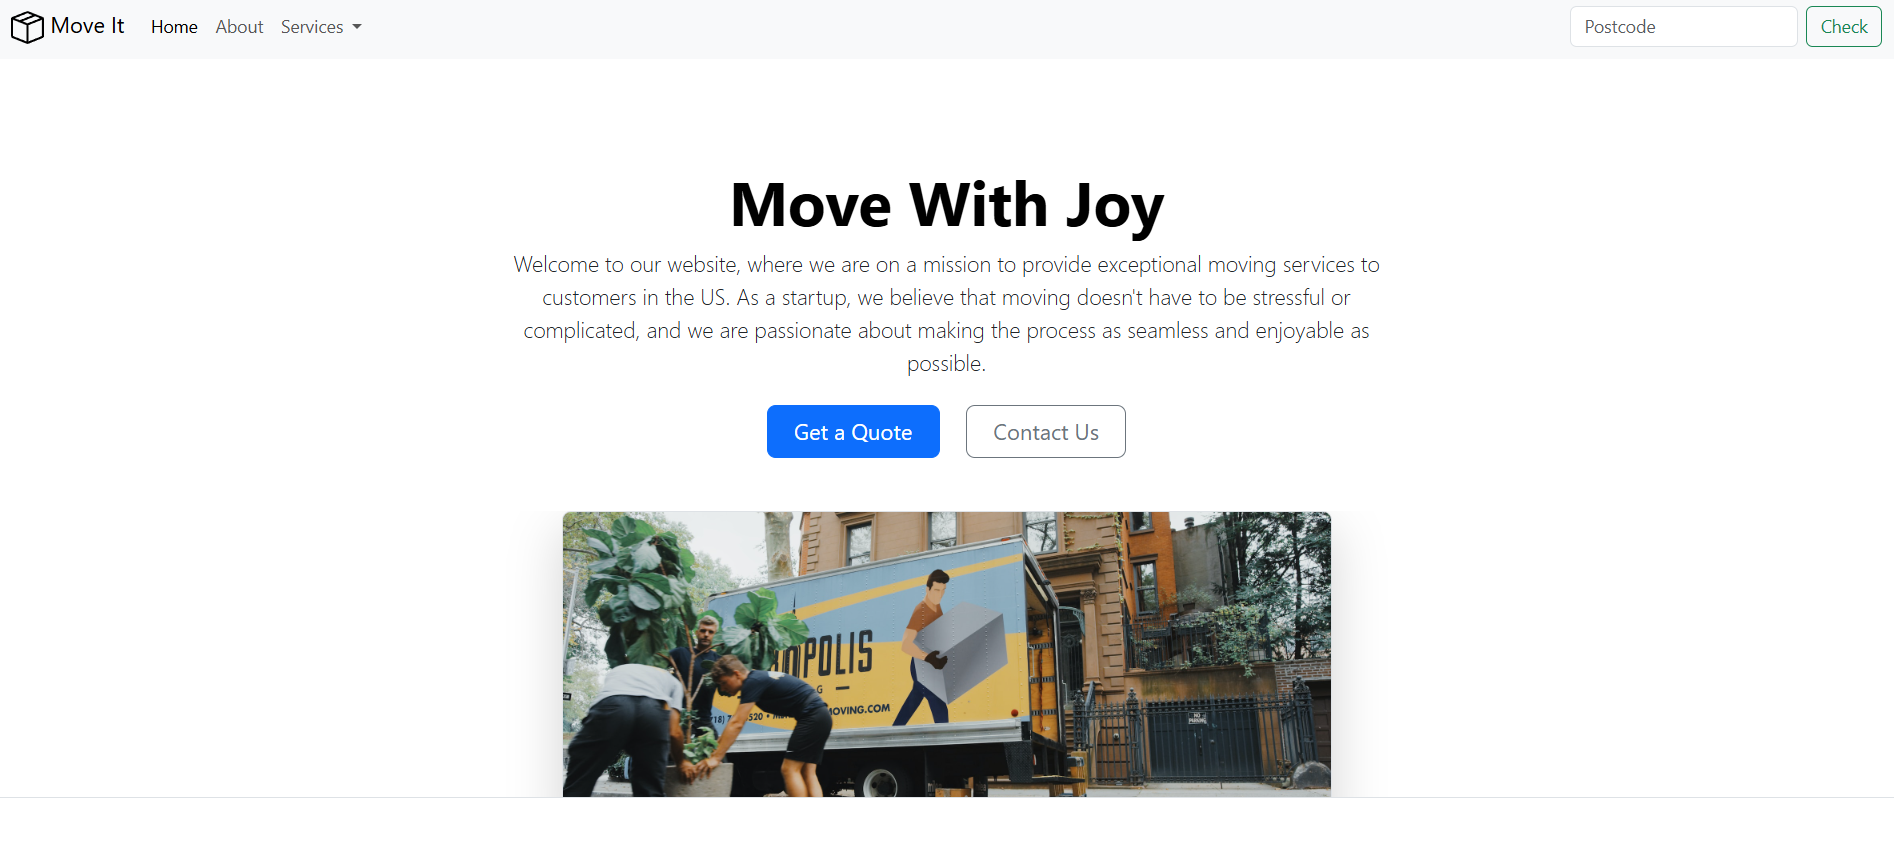 Move It Home About Services Postcode Check
Move With Joy
Welcome to our website, where we are on a mission to provide exceptional moving services to
customers in the US. As a startup, we believe that moving doesn't have to be stressful or
complicated, and we are passionate about making the process as seamless and enjoyable as
possible.
Get a Quote Contact Us
POLIS
MOVING.COM
NO
PARKING